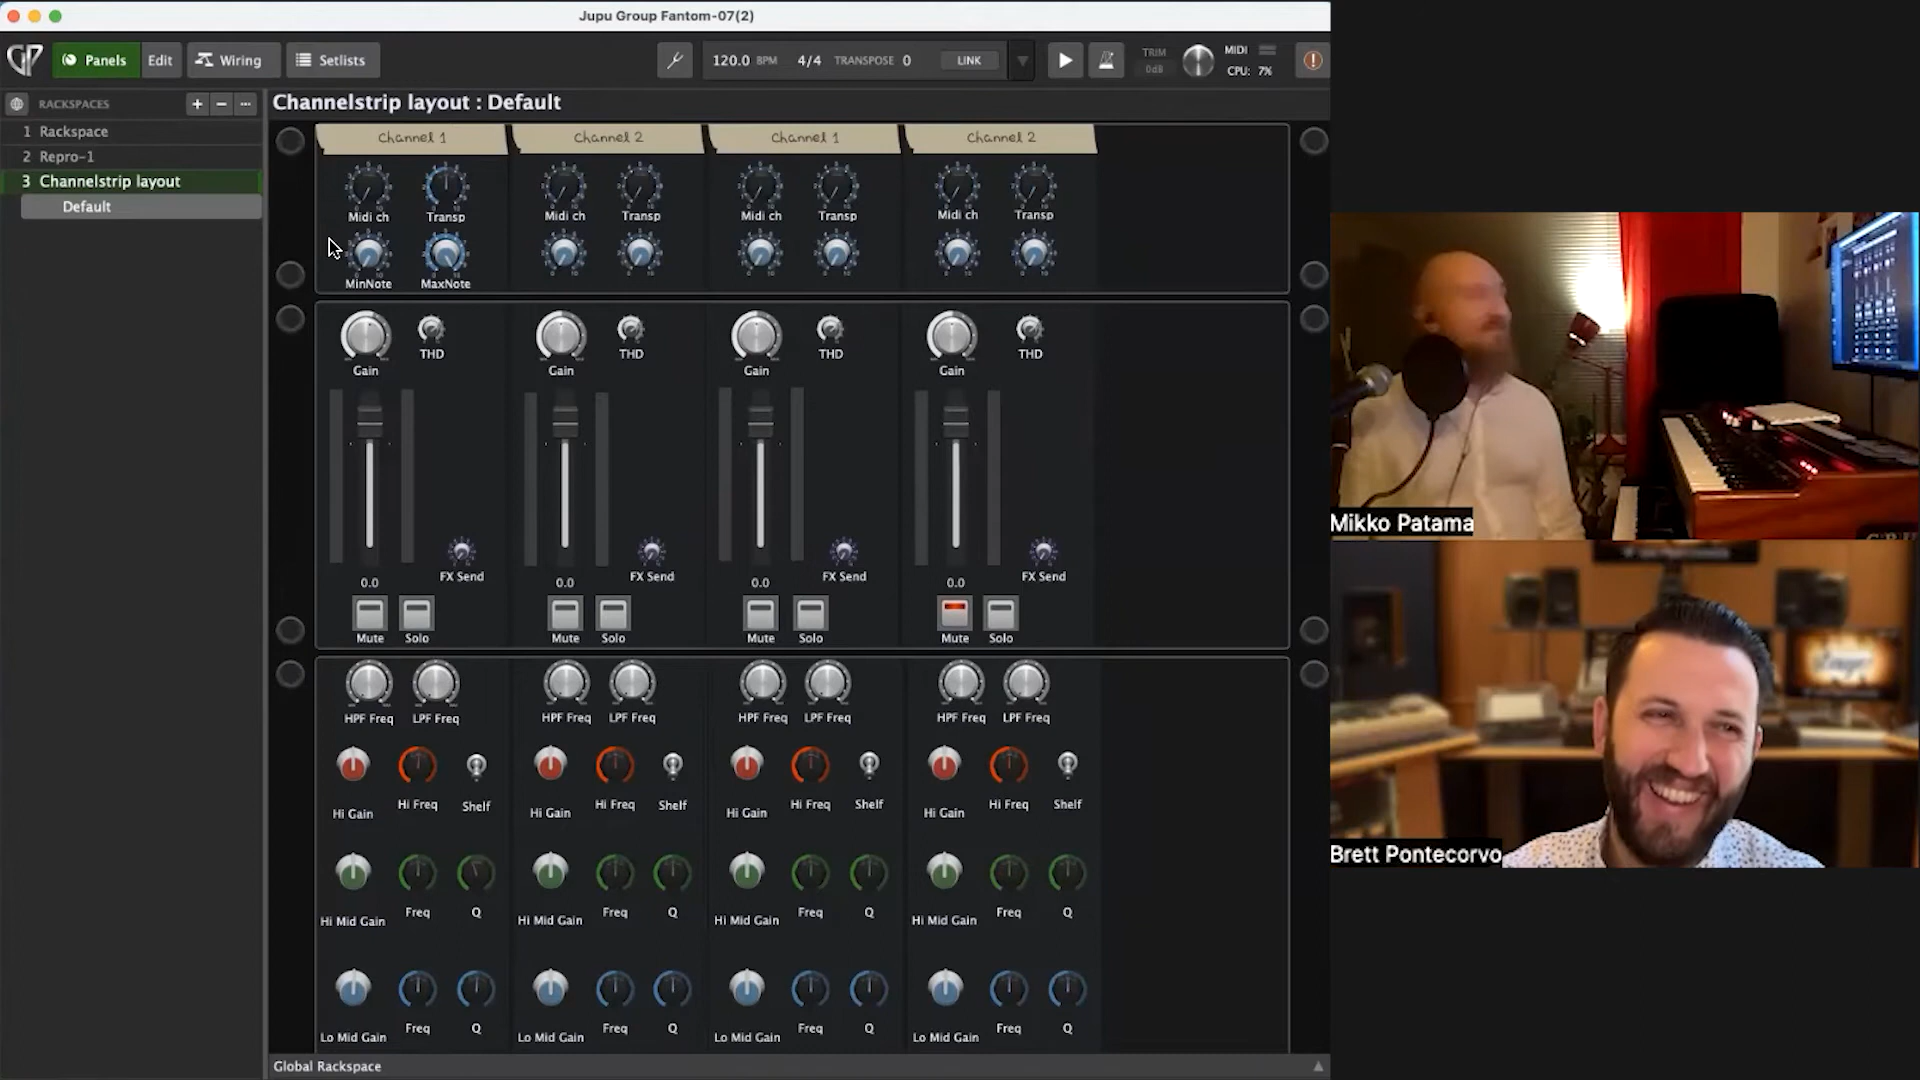 Jupu Group Fantom-07(2)
GP Panels Edit Wiring Setlists 120.0 BPM 4/4 TRANSPOSE 0 LINK TRIM 0dB MIDI CPU: 7%
RACKSPACES + − ...
Channelstrip layout : Default
1 Rackspace
2 Repro-1
3 Channelstrip layout
Default
Channel 1 Channel 2 Channel 1 Channel 2
Midi ch Transp Midi ch Transp Midi ch Transp Midi ch Transp
MinNote MaxNote
THD THD THD THD
Gain Gain Gain Gain
FX Send FX Send FX Send FX Send
0.0 0.0 0.0 0.0
Mute Solo Mute Solo Mute Solo Mute Solo
HPF Freq LPF Freq HPF Freq LPF Freq HPF Freq LPF Freq HPF Freq LPF Freq
Hi Gain Hi Freq Shelf Hi Gain Hi Freq Shelf Hi Gain Hi Freq Shelf Hi Gain Hi Freq Shelf
Hi Mid Gain Freq Q Hi Mid Gain Freq Q Hi Mid Gain Freq Q Hi Mid Gain Freq Q
Lo Mid Gain Freq Q Lo Mid Gain Freq Q Lo Mid Gain Freq Q Lo Mid Gain Freq Q
Global Rackspace
Mikko Patama
Brett Pontecorvo